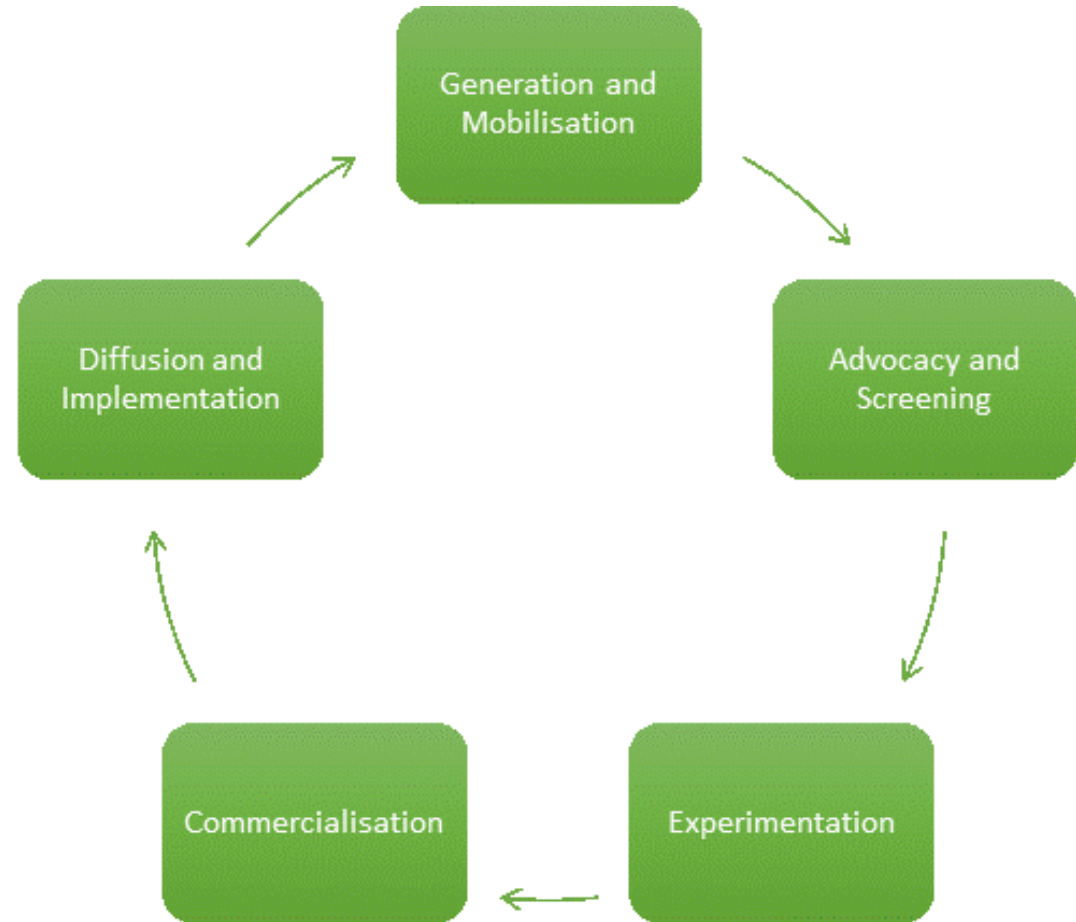 Generation and
Mobilisation
Advocacy and
Screening
Experimentation
Commercialisation
Diffusion and
Implementation